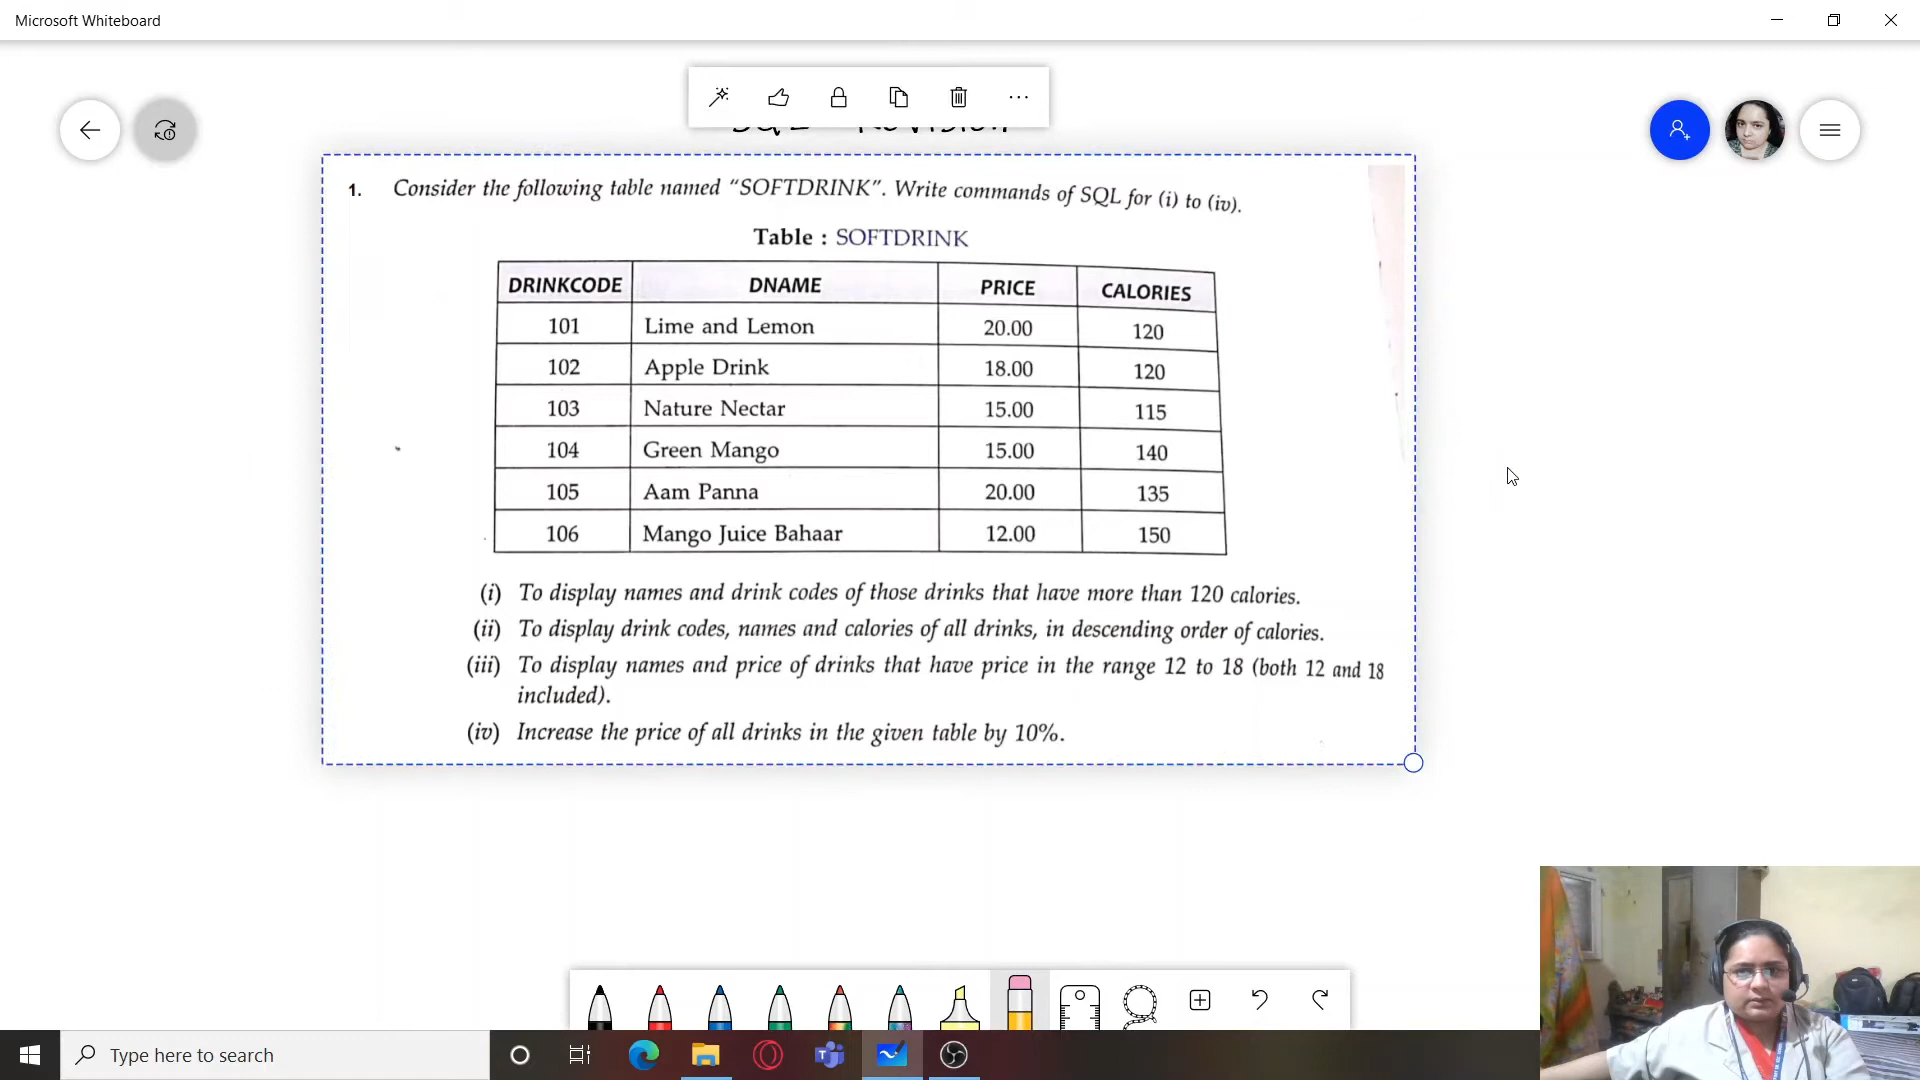 Microsoft Whiteboard
SQL Revision
1. Consider the following table named “SOFTDRINK”. Write commands of SQL for (i) to (iv).
Table : SOFTDRINK
DRINKCODE DNAME PRICE CALORIES
101 Lime and Lemon 20.00 120
102 Apple Drink 18.00 120
103 Nature Nectar 15.00 115
104 Green Mango 15.00 140
105 Aam Panna 20.00 135
106 Mango Juice Bahaar 12.00 150
(i) To display names and drink codes of those drinks that have more than 120 calories.
(ii) To display drink codes, names and calories of all drinks, in descending order of calories.
(iii) To display names and price of drinks that have price in the range 12 to 18 (both 12 and 18
included).
(iv) Increase the price of all drinks in the given table by 10%.
Type here to search